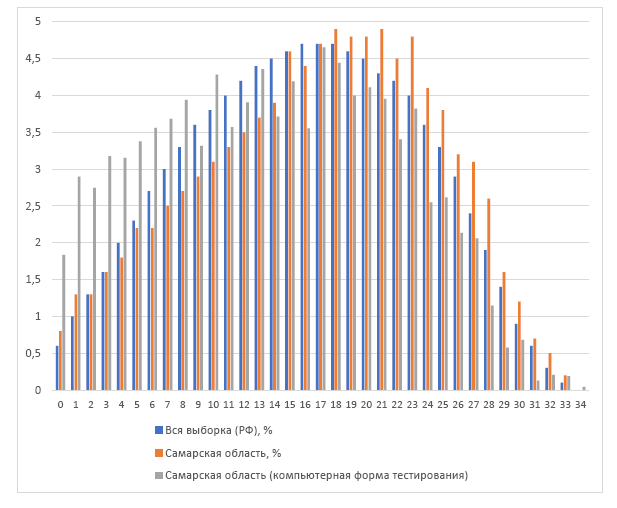 5
4,5
4
3,5
3
2,5
2
1,5
1
0,5
0
0 1 2 3 4 5 6 7 8 9 10 11 12 13 14 15 16 17 18 19 20 21 22 23 24 25 26 27 28 29 30 31 32 33 34
Вся выборка (РФ), %
Самарская область, %
Самарская область (компьютерная форма тестирования)